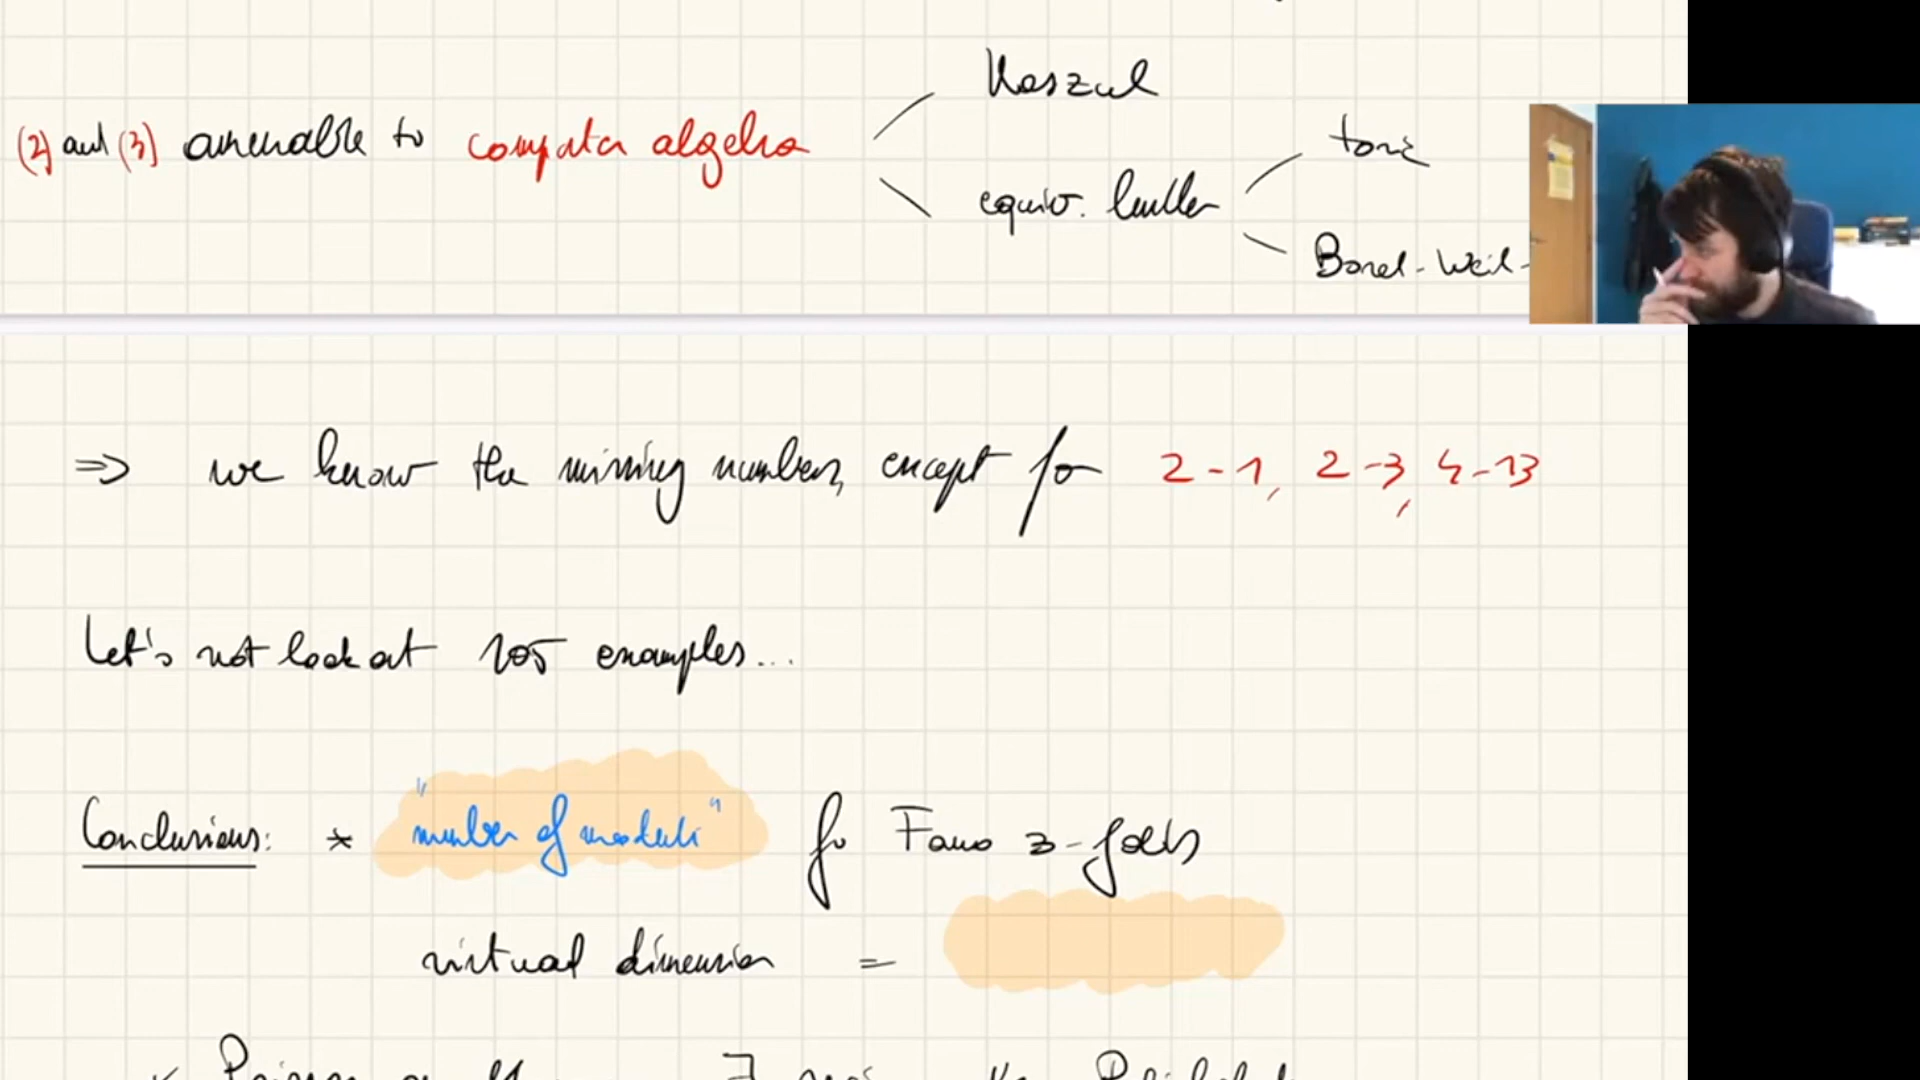 Koszul
(2) and (3) amenable to computer algebra
toric
equiv. bundles
Borel-Weil-
⇒ we know the missing numbers, except for 2-1, 2-3, 4-13
Let's not look at 105 examples...
Conclusions: * "number of moduli" for Fano 3-folds
virtual dimension =